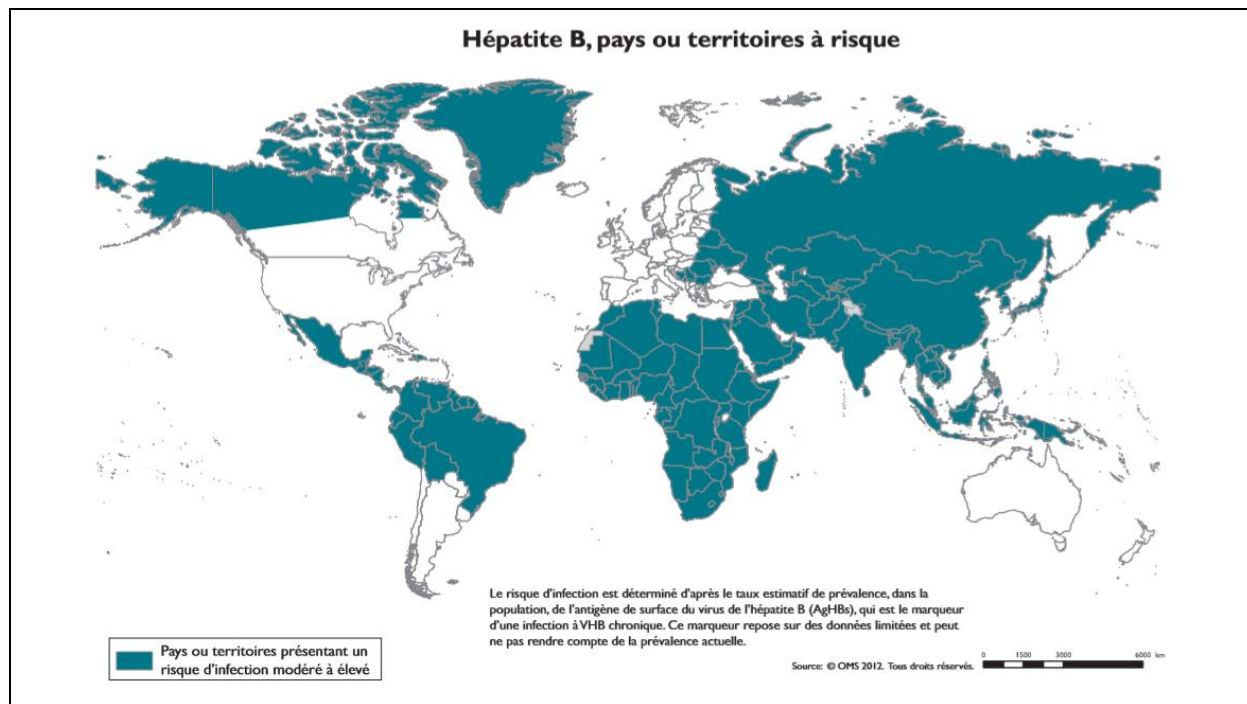 Hépatite B, pays ou territoires à risque
Le risque d'infection est déterminé d'après le taux estimatif de prévalence, dans la
population, de l'antigène de surface du virus de l'hépatite B (AgHBs), qui est le marqueur
d'une infection à VHB chronique. Ce marqueur repose sur des données limitées et peut
ne pas rendre compte de la prévalence actuelle.
Pays ou territoires présentant un
risque d'infection modéré à élevé
Source: © OMS 2012. Tous droits réservés.
0 1500 3000 6000 km